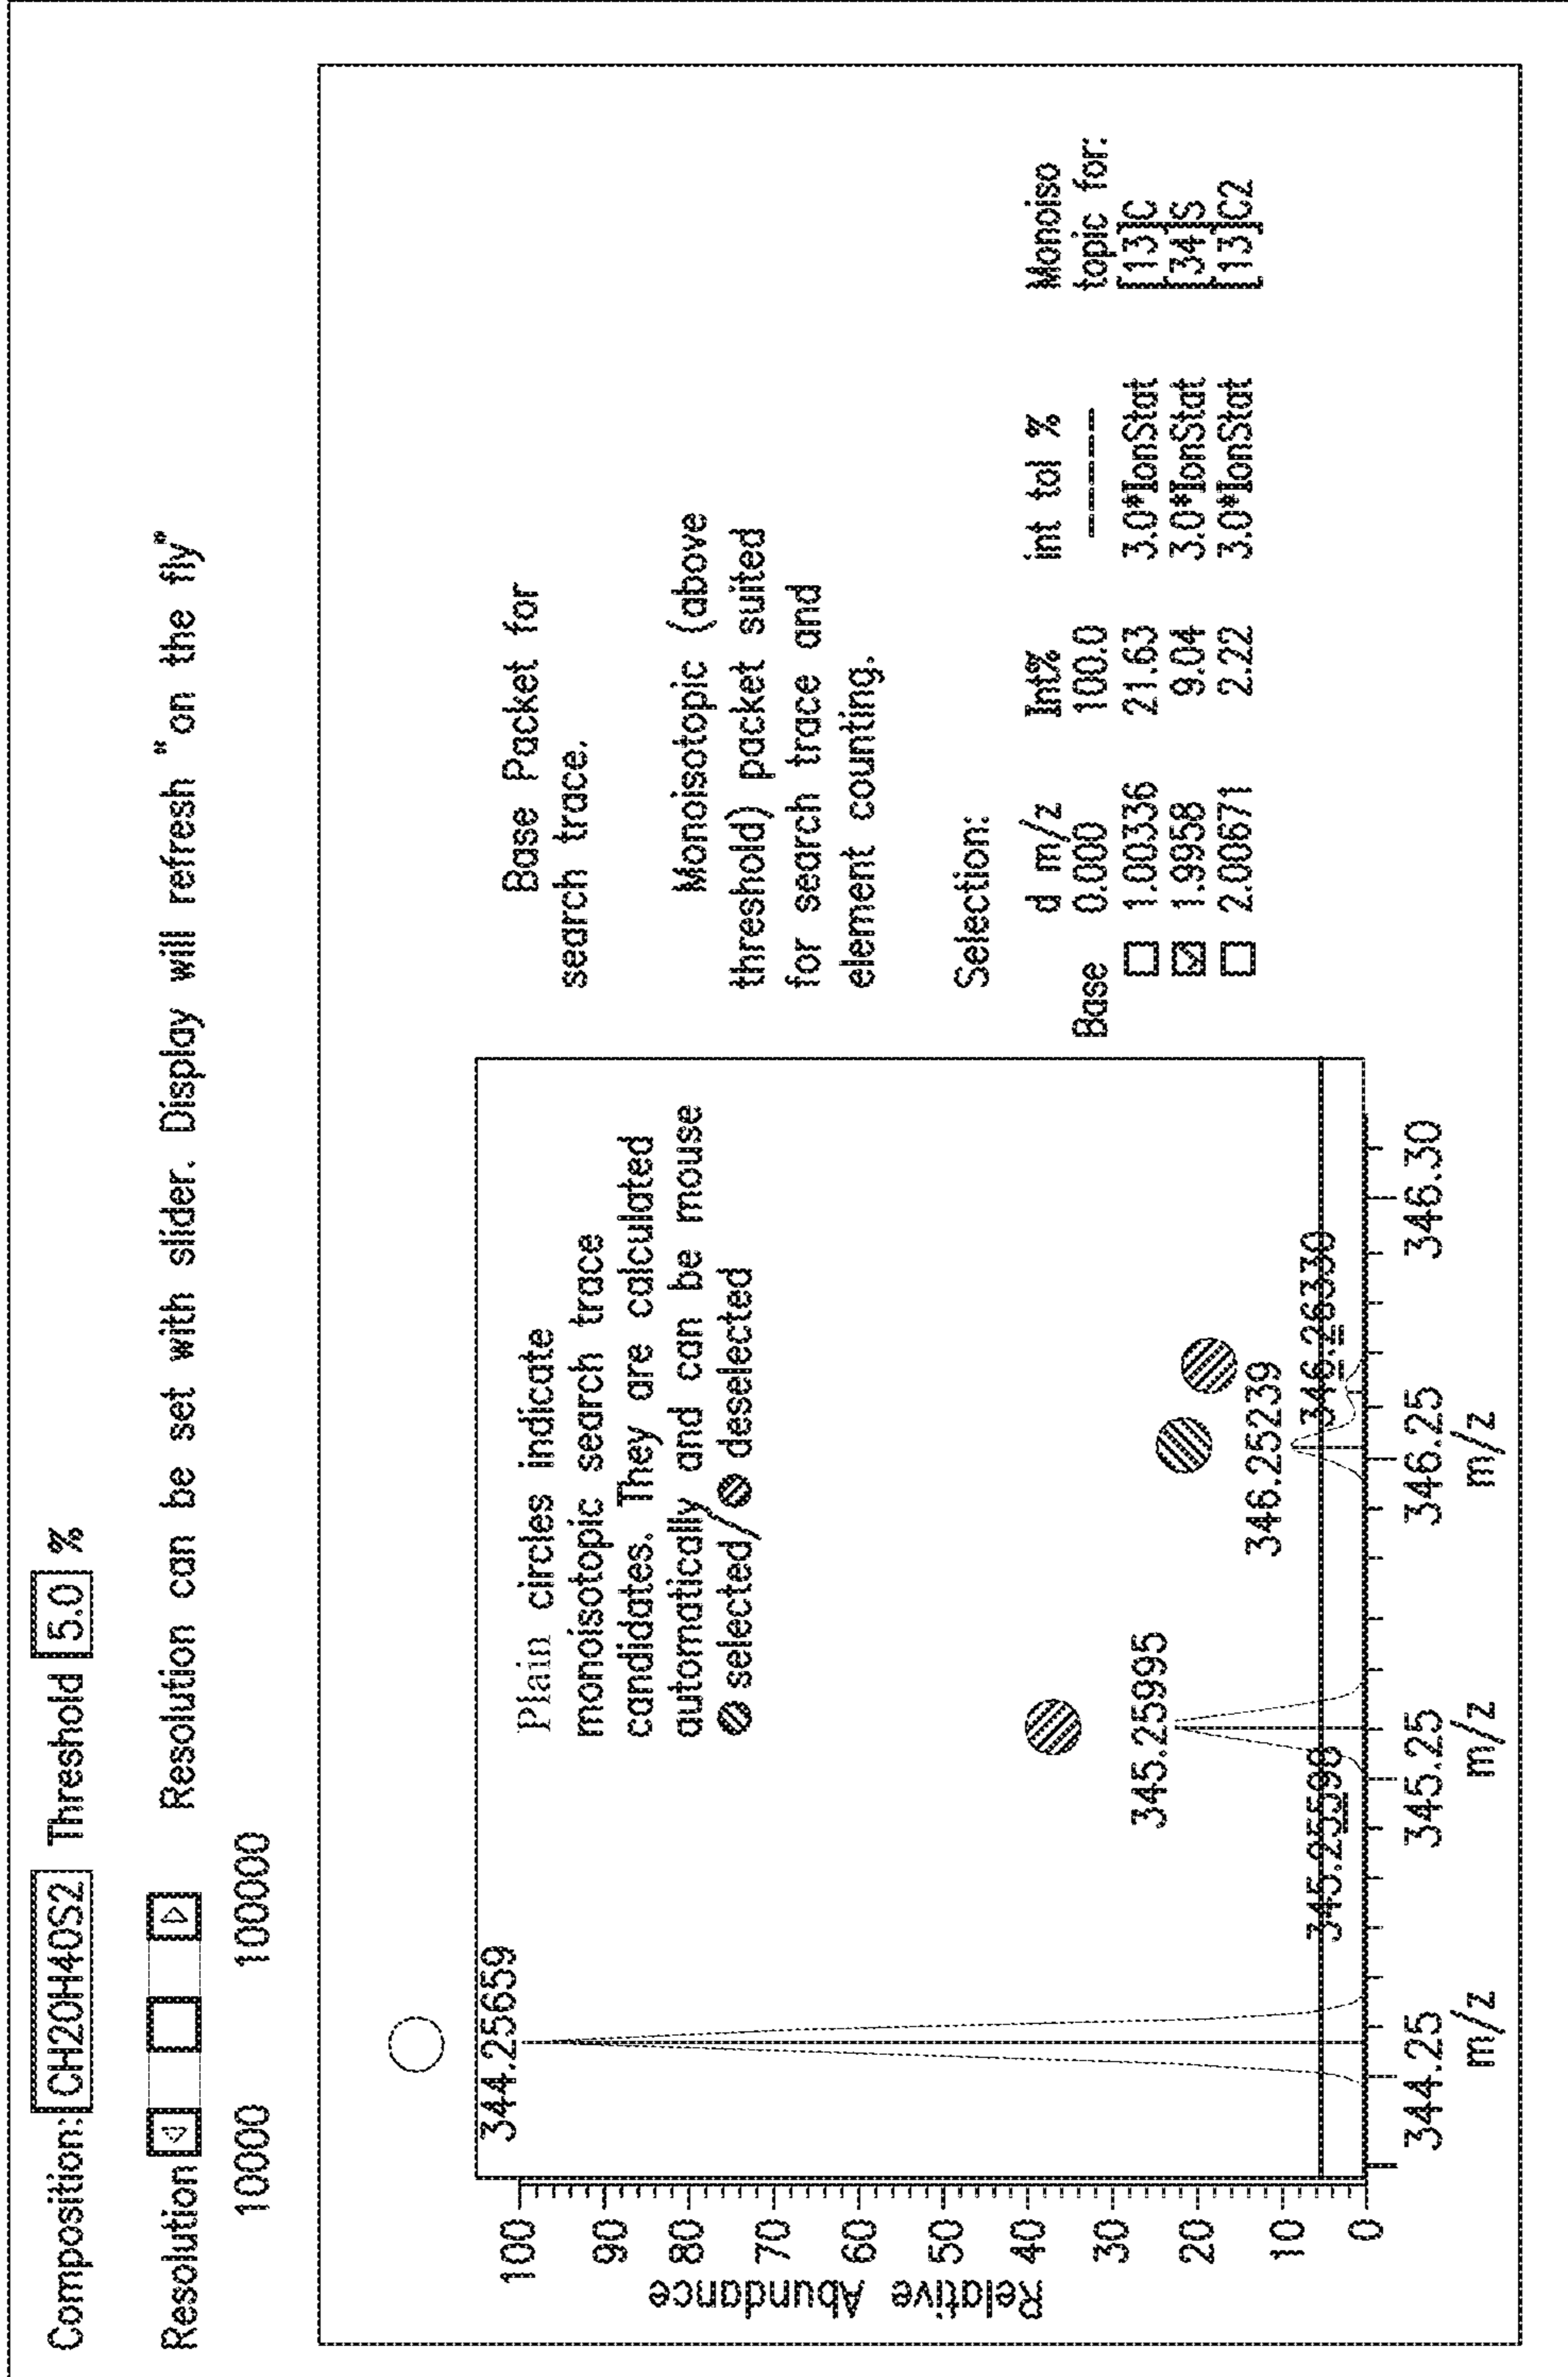 Composition: CH20H40S2 Threshold 5.0 %
Resolution Resolution can be set with slider. Display will refresh "on the fly"
10000 100000
Relative Abundance
100
90
80
70
60
50
40
30
20
10
0
344.25659
Plain circles indicate
monoisotopic search trace
candidates. They are calculated
automatically and can be mouse
selected/ deselected
345.25995
345.25598
346.25239
346.26330
344.25
m/z
345.25
m/z
346.25
m/z
346.30
Base Packet for
search trace.
Monoisotopic (above
threshold) packet suited
for search trace and
element counting.
Selection:
d m/z Int% int tol % Monoiso
Base 0.000 100.0 ------ topic for:
1.00336 21.63 3.0*IonStat [13]C
1.9958 9.04 3.0*IonStat [34]S
2.00671 2.22 3.0*IonStat [13]C2